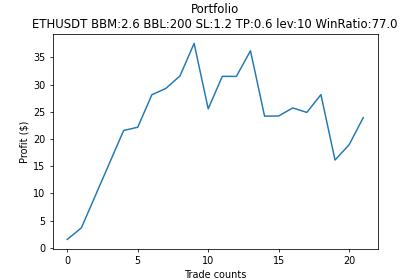 Portfolio
ETHUSDT BBM:2.6 BBL:200 SL:1.2 TP:0.6 lev:10 WinRatio:77.0
35
30
25
20
15
10
5
0
Profit ($)
0 5 10 15 20
Trade counts